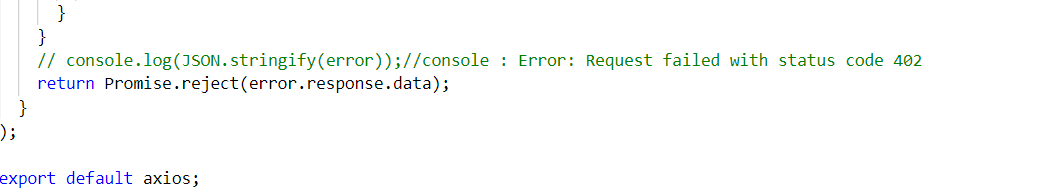 }
}
// console.log(JSON.stringify(error));//console : Error: Request failed with status code 402
return Promise.reject(error.response.data);
}
);
export default axios;